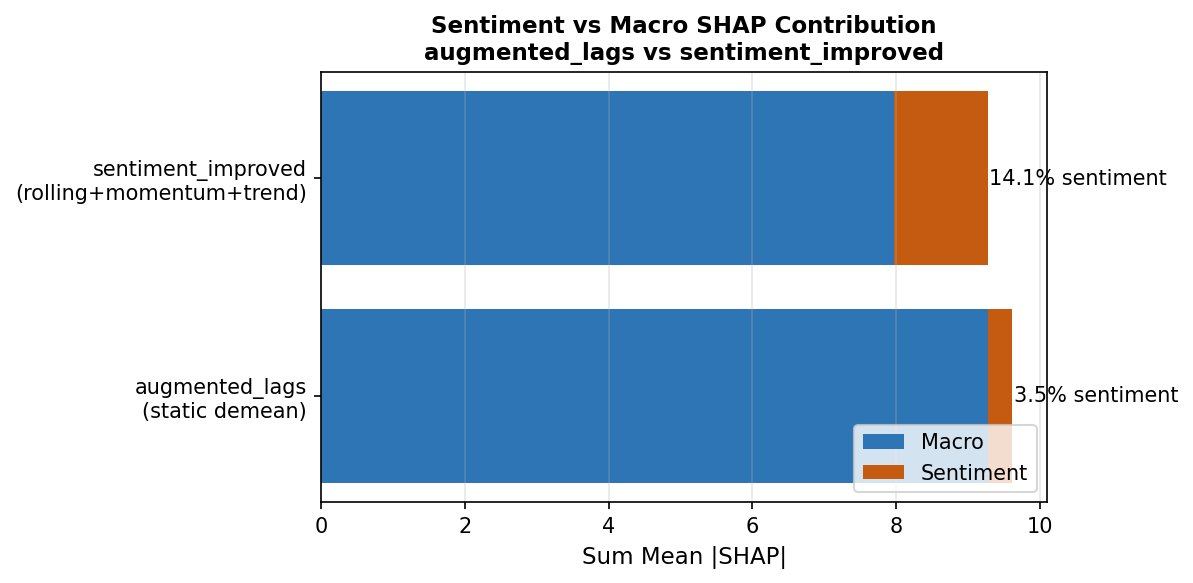 Sentiment vs Macro SHAP Contribution
augmented_lags vs sentiment_improved
sentiment_improved
(rolling+momentum+trend)
14.1% sentiment
augmented_lags
(static demean)
3.5% sentiment
Macro
Sentiment
0 2 4 6 8 10
Sum Mean |SHAP|